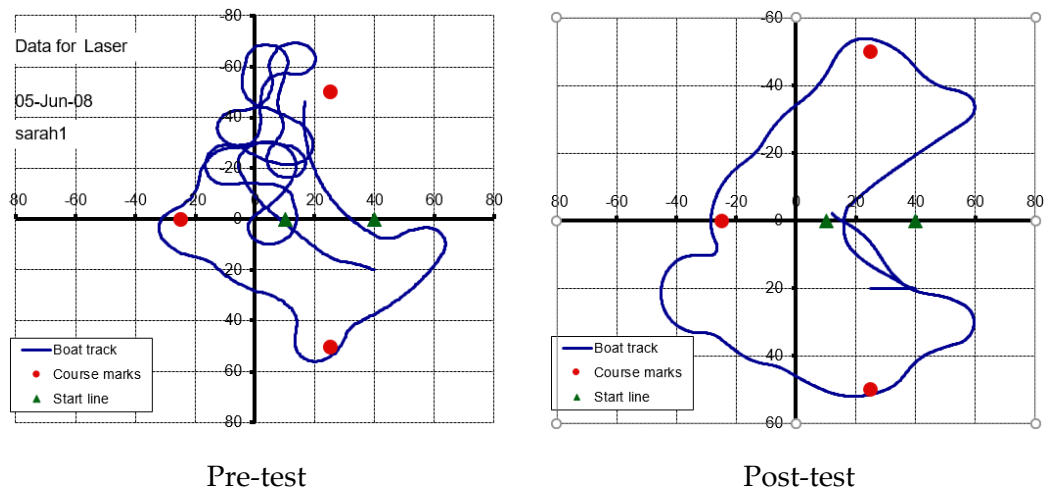 -80
Data for Laser
-60
05-Jun-08
-40
sarah1
-20
80 60 40 20 20 40 60 80
0
20
40
Boat track
Course marks
60
Start line
80
Pre-test
-60
-40
-20
80 60 40 20 0 20 40 60 80
0
20
Boat track
40
Course marks
Start line
60
Post-test